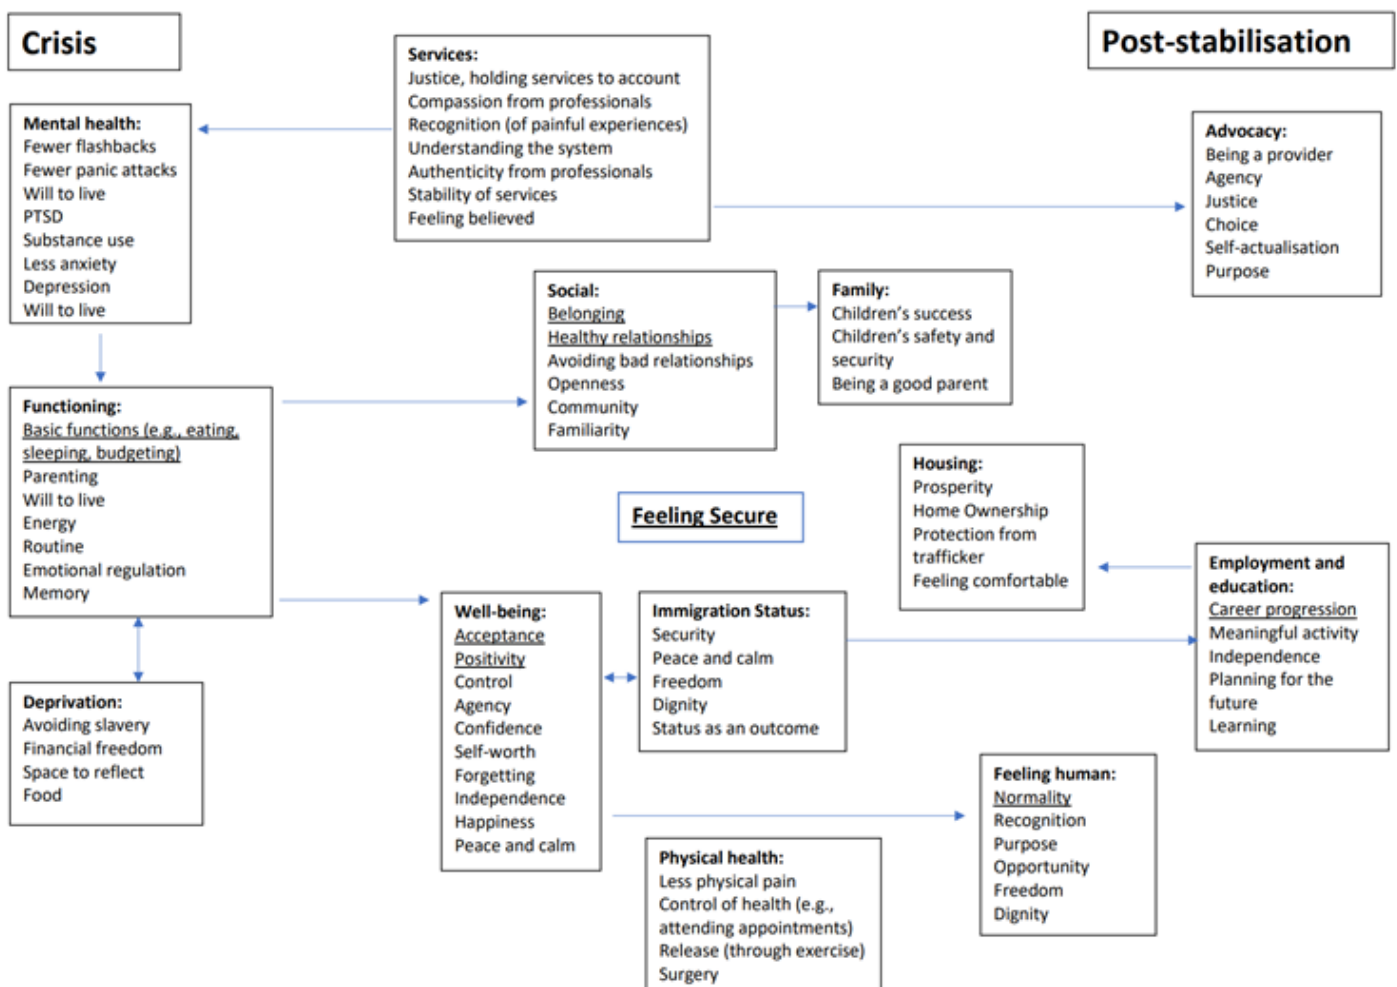 Crisis
Post-stabilisation
Services:
Justice, holding services to account
Compassion from professionals
Recognition (of painful experiences)
Understanding the system
Authenticity from professionals
Stability of services
Feeling believed
Mental health:
Fewer flashbacks
Fewer panic attacks
Will to live
PTSD
Substance use
Less anxiety
Depression
Will to live
Advocacy:
Being a provider
Agency
Justice
Choice
Self-actualisation
Purpose
Social:
Belonging
Healthy relationships
Avoiding bad relationships
Openness
Community
Familiarity
Family:
Children's success
Children's safety and
security
Being a good parent
Functioning:
Basic functions (e.g., eating,
sleeping, budgeting)
Parenting
Will to live
Energy
Routine
Emotional regulation
Memory
Feeling Secure
Housing:
Prosperity
Home Ownership
Protection from
trafficker
Feeling comfortable
Employment and
education:
Career progression
Meaningful activity
Independence
Planning for the
future
Learning
Well-being:
Acceptance
Positivity
Control
Agency
Confidence
Self-worth
Forgetting
Independence
Happiness
Peace and calm
Immigration Status:
Security
Peace and calm
Freedom
Dignity
Status as an outcome
Deprivation:
Avoiding slavery
Financial freedom
Space to reflect
Food
Feeling human:
Normality
Recognition
Purpose
Opportunity
Freedom
Dignity
Physical health:
Less physical pain
Control of health (e.g.,
attending appointments)
Release (through exercise)
Surgery